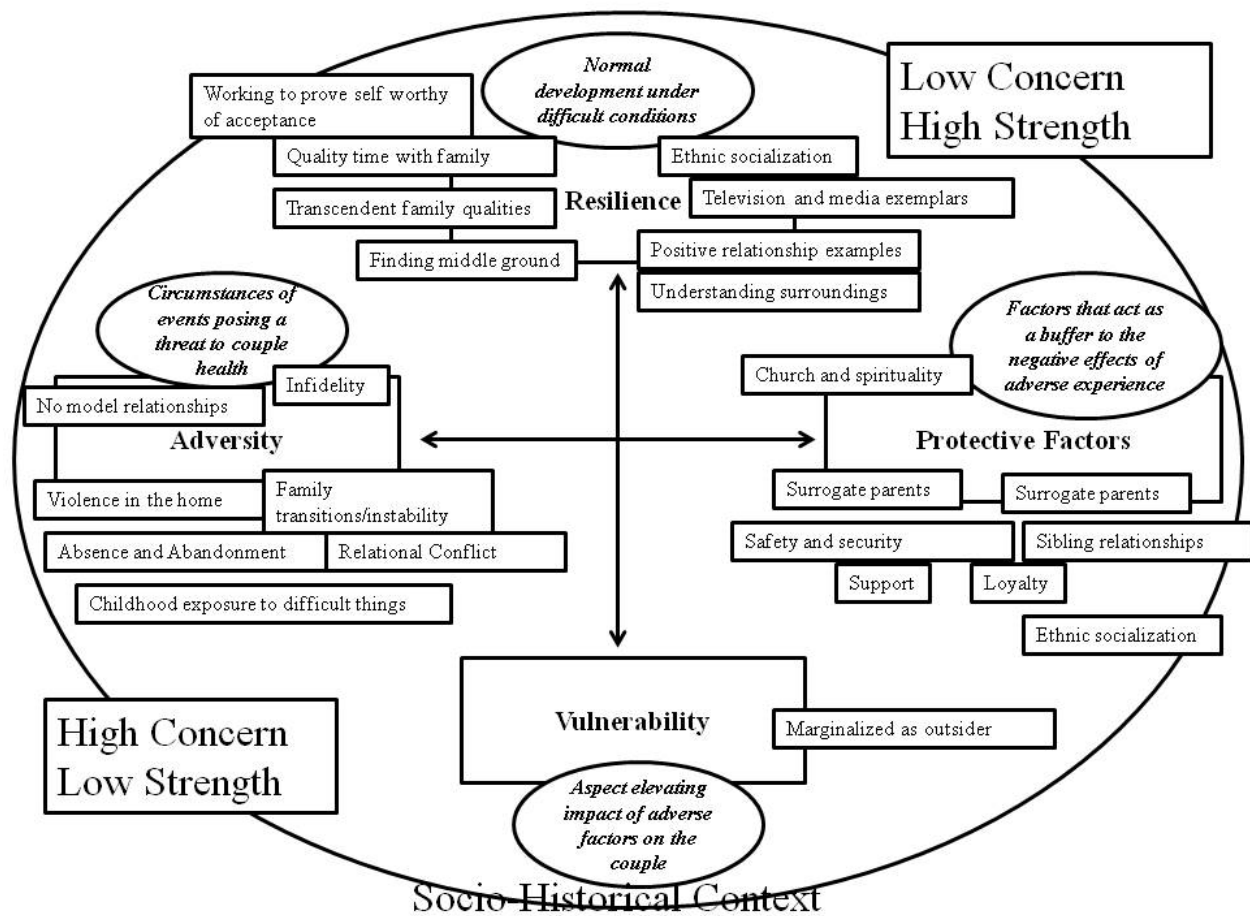 Normal
development under
difficult conditions
Low Concern
High Strength
Working to prove self worthy
of acceptance
Quality time with family
Ethnic socialization
Transcendent family qualities
Resilience
Television and media exemplars
Finding middle ground
Positive relationship examples
Understanding surroundings
Circumstances of
events posing a
threat to couple
health
Factors that act as
a buffer to the
negative effects of
adverse experience
Infidelity
No model relationships
Adversity
Church and spirituality
Protective Factors
Violence in the home
Family
transitions/instability
Surrogate parents
Surrogate parents
Absence and Abandonment
Relational Conflict
Safety and security
Sibling relationships
Support
Loyalty
Childhood exposure to difficult things
Ethnic socialization
High Concern
Low Strength
Vulnerability
Marginalized as outsider
Aspect elevating
impact of adverse
factors on the
couple
Socio-Historical Context